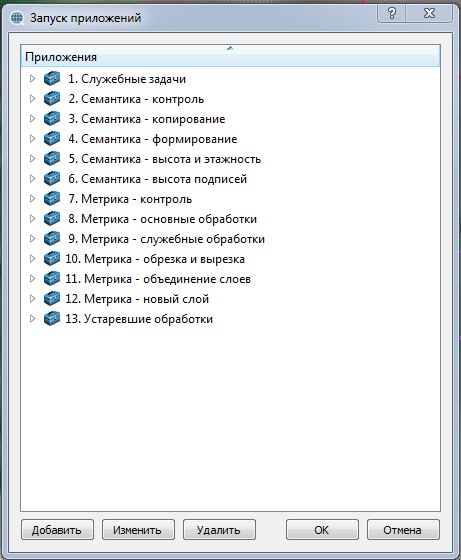 Запуск приложений
Приложения
1. Служебные задачи
2. Семантика - контроль
3. Семантика - копирование
4. Семантика - формирование
5. Семантика - высота и этажность
6. Семантика - высота подписей
7. Метрика - контроль
8. Метрика - основные обработки
9. Метрика - служебные обработки
10. Метрика - обрезка и вырезка
11. Метрика - объединение слоев
12. Метрика - новый слой
13. Устаревшие обработки
Добавить Изменить Удалить OK Отмена